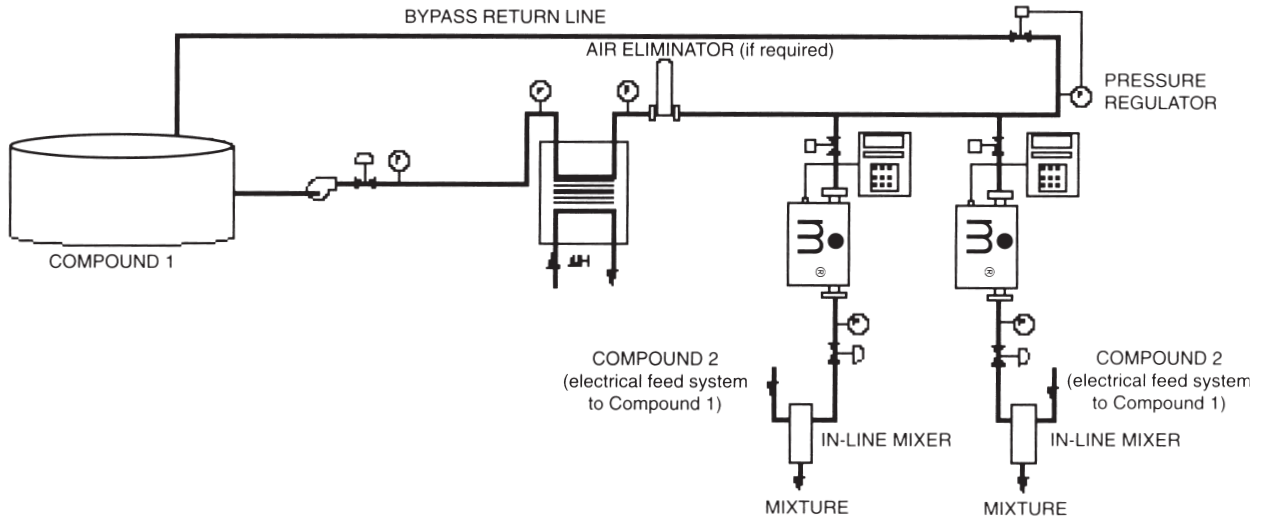 BYPASS RETURN LINE
AIR ELIMINATOR (if required)
PRESSURE
REGULATOR
COMPOUND 1
COMPOUND 2
(electrical feed system
to Compound 1)
COMPOUND 2
(electrical feed system
to Compound 1)
IN-LINE MIXER
IN-LINE MIXER
MIXTURE
MIXTURE